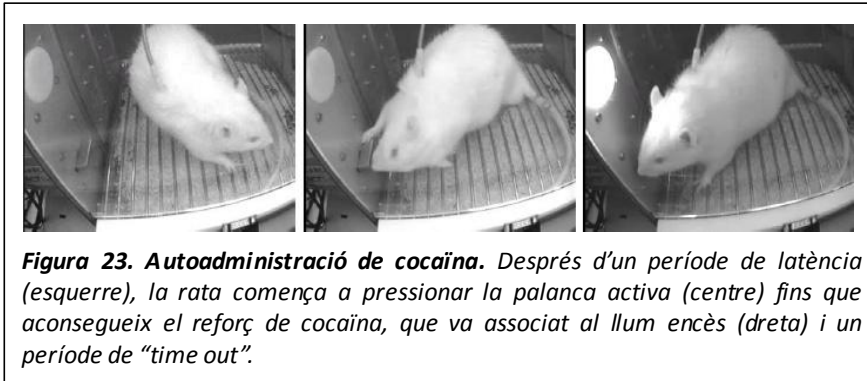 Figura 23. Autoadministració de cocaïna. Després d’un període de latència
(esquerre), la rata comença a pressionar la palanca activa (centre) fins que
aconsegueix el reforç de cocaïna, que va associat al llum encès (dreta) i un
període de “time out”.